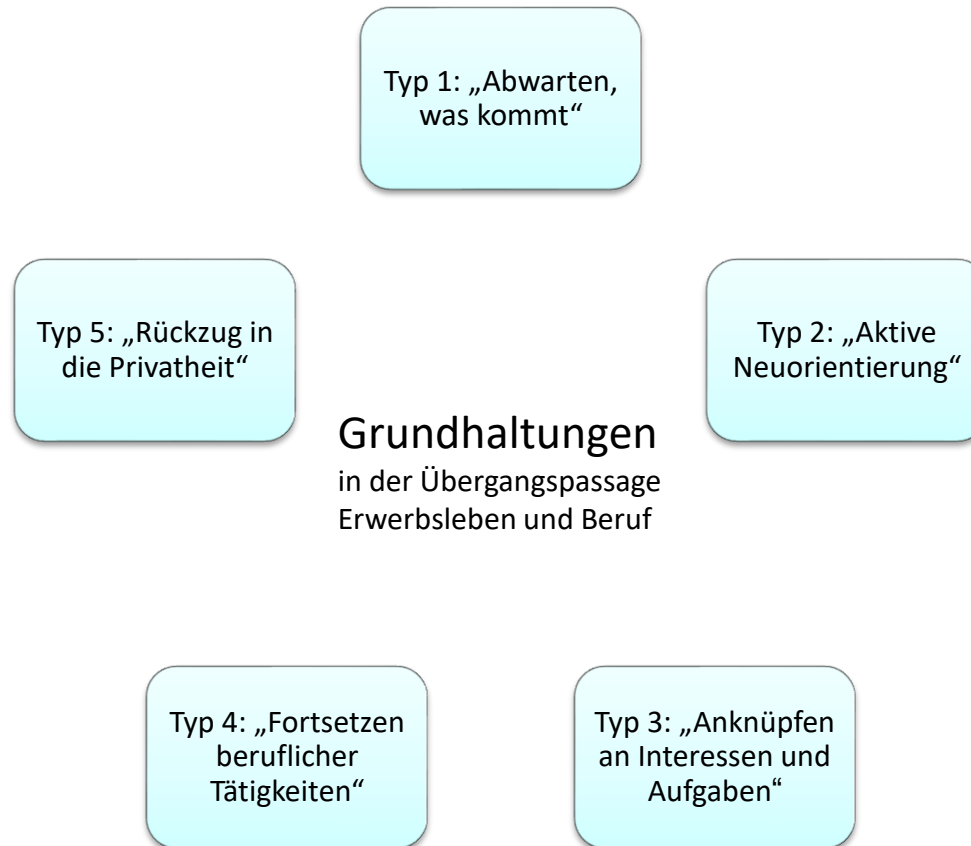 Typ 1: „Abwarten,
was kommt“
Typ 5: „Rückzug in
die Privatheit“
Typ 2: „Aktive
Neuorientierung“
Grundhaltungen
in der Übergangspassage
Erwerbsleben und Beruf
Typ 4: „Fortsetzen
beruflicher
Tätigkeiten“
Typ 3: „Anknüpfen
an Interessen und
Aufgaben“